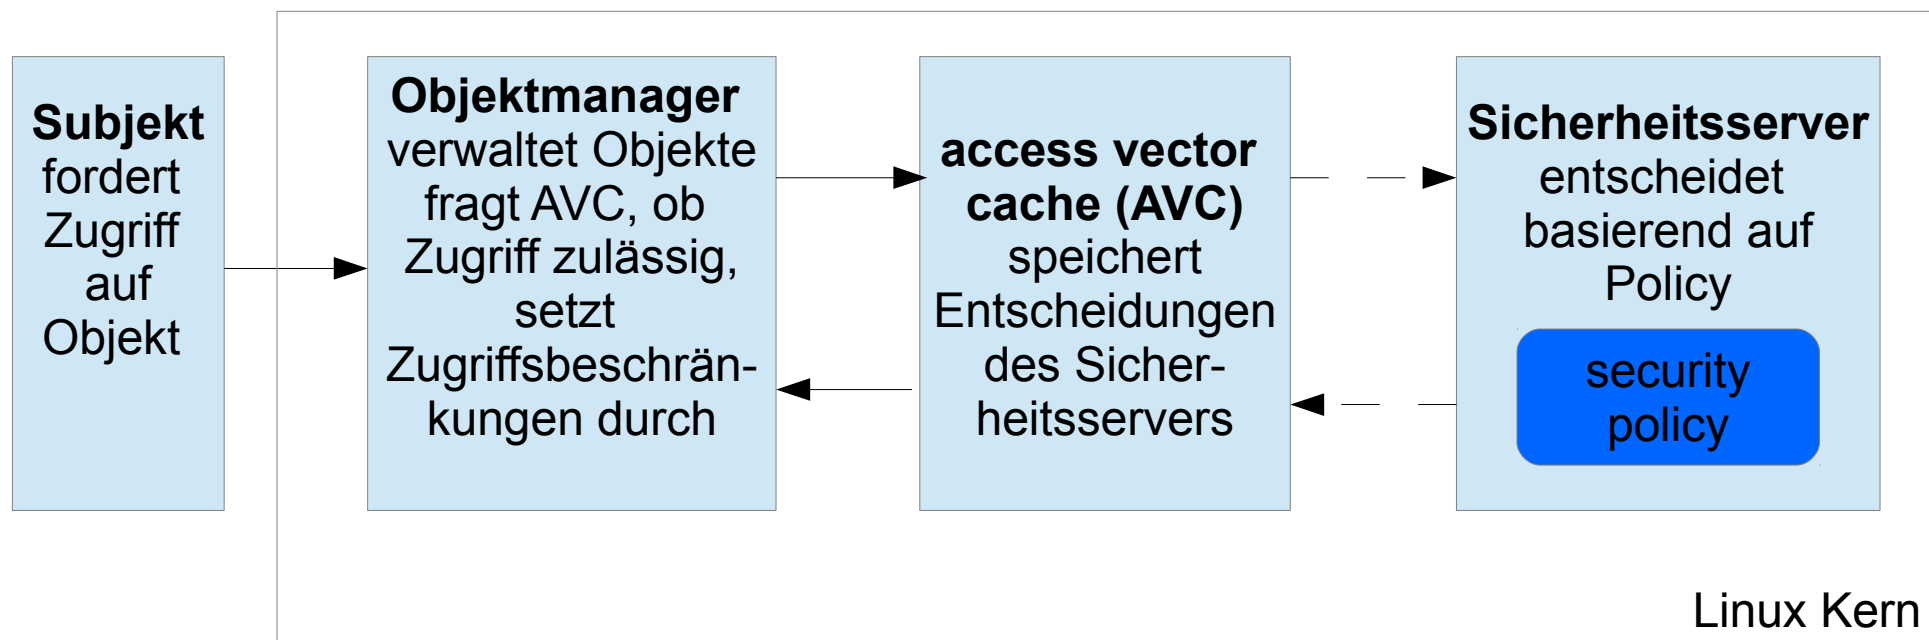 Subjekt
fordert
Zugriff
auf
Objekt
Objektmanager
verwaltet Objekte
fragt AVC, ob
Zugriff zulässig,
setzt
Zugriffsbeschrän-
kungen durch
access vector
cache (AVC)
speichert
Entscheidungen
des Sicher-
heitsservers
Sicherheitsserver
entscheidet
basierend auf
Policy
security
policy
Linux Kern